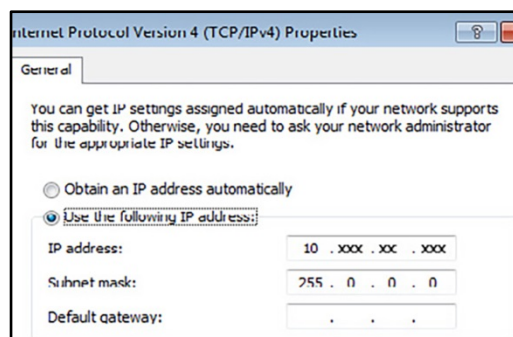 nternet Protocol Version 4 (TCP/IPv4) Properties
General
You can get IP settings assigned automatically if your network supports
this capability. Otherwise, you need to ask your network administrator
for the appropriate IP settings.
Obtain an IP address automatically
Use the following IP address:
IP address: 10 . xxx . xx . xxx
Subnet mask: 255 . 0 . 0 . 0
Default gateway: . . .